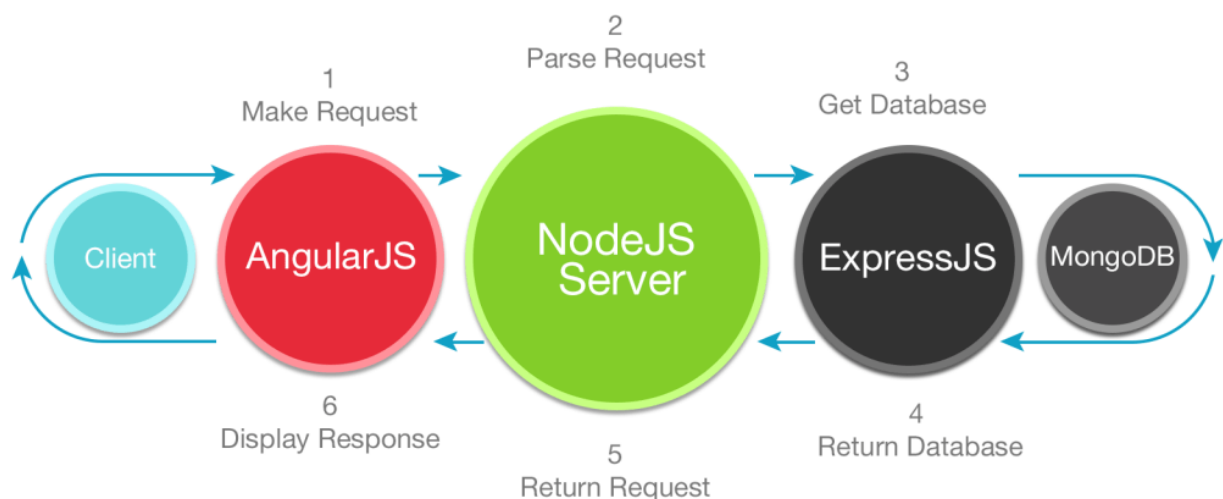 2
Parse Request
1
Make Request
3
Get Database
Client
AngularJS
NodeJS
Server
ExpressJS
MongoDB
6
Display Response
4
Return Database
5
Return Request